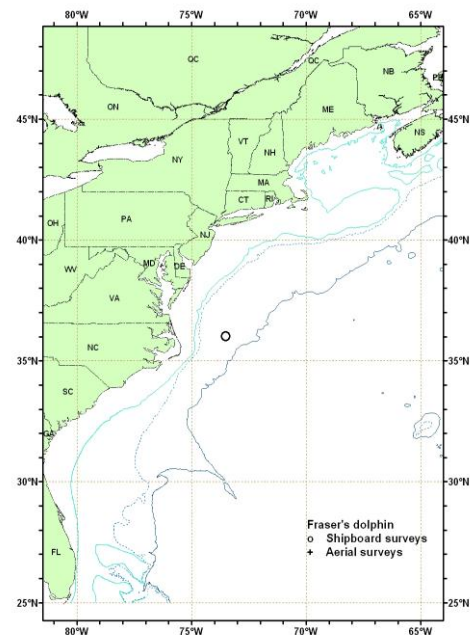 80°W 75°W 70°W 65°W
QC QC NB
PE
ON ME
45°N 45°N
NS
VT
NH
NY
MA
CT RI
PA
OH NJ
40°N 40°N
MD DE
WV
VA
NC
35°N 35°N
SC
GA
30°N 30°N
FL
Fraser's dolphin
o Shipboard surveys
+ Aerial surveys
25°N 25°N
80°W 75°W 70°W 65°W